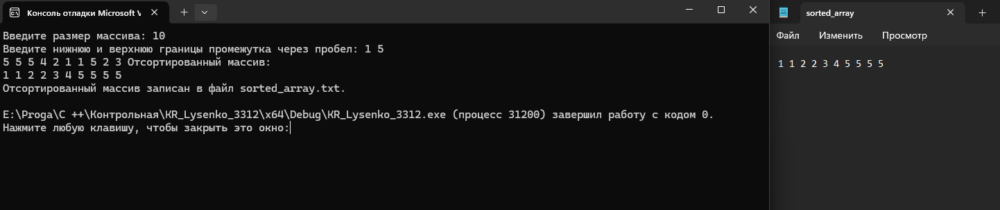 Консоль отладки Microsoft V
Введите размер массива: 10
Введите нижнюю и верхнюю границы промежутка через пробел: 1 5
5 5 5 4 2 1 1 5 2 3 Отсортированный массив:
1 1 2 2 3 4 5 5 5 5
Отсортированный массив записан в файл sorted_array.txt.
E:\Proga\C ++\Контрольная\KR_Lysenko_3312\x64\Debug\KR_Lysenko_3312.exe (процесс 31200) завершил работу с кодом 0.
Нажмите любую клавишу, чтобы закрыть это окно:
sorted_array
Файл Изменить Просмотр
1 1 2 2 3 4 5 5 5 5